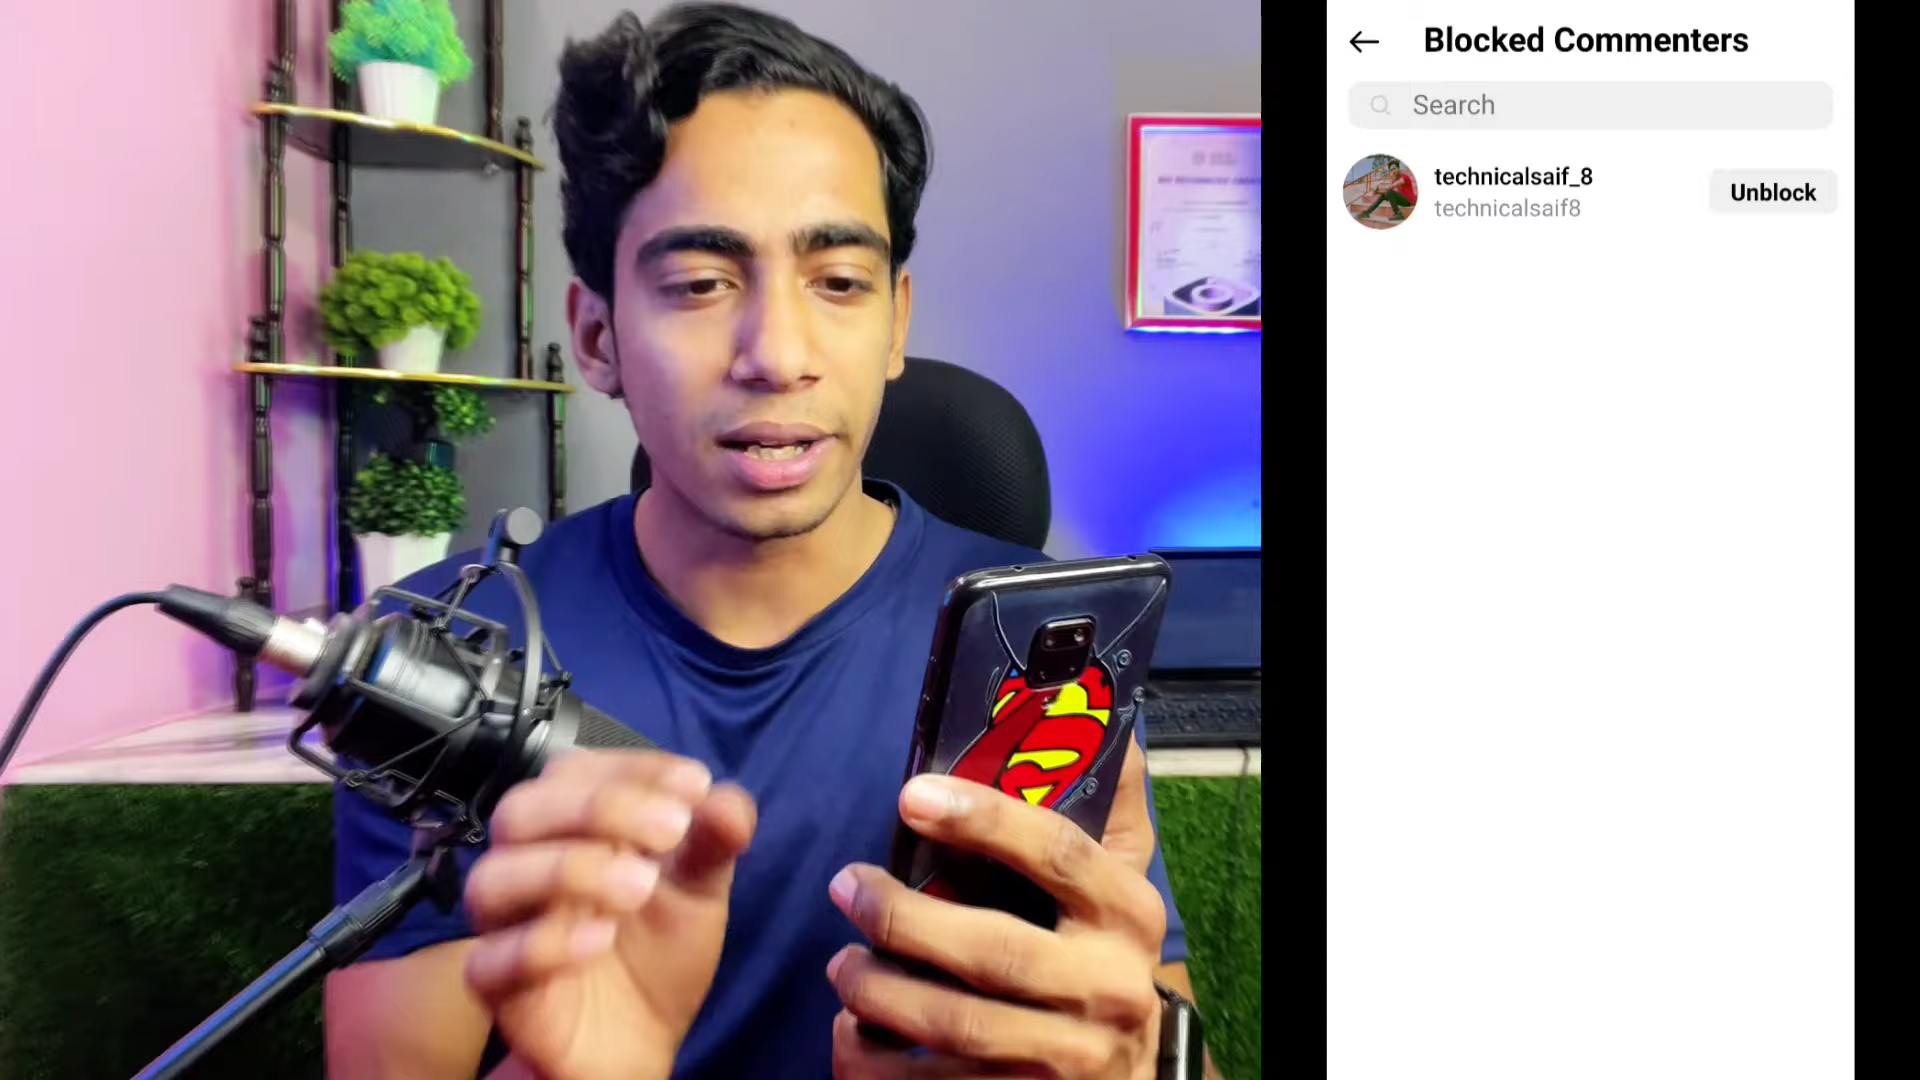 Blocked Commenters
Search
technicalsaif_8
technicalsaif8
Unblock